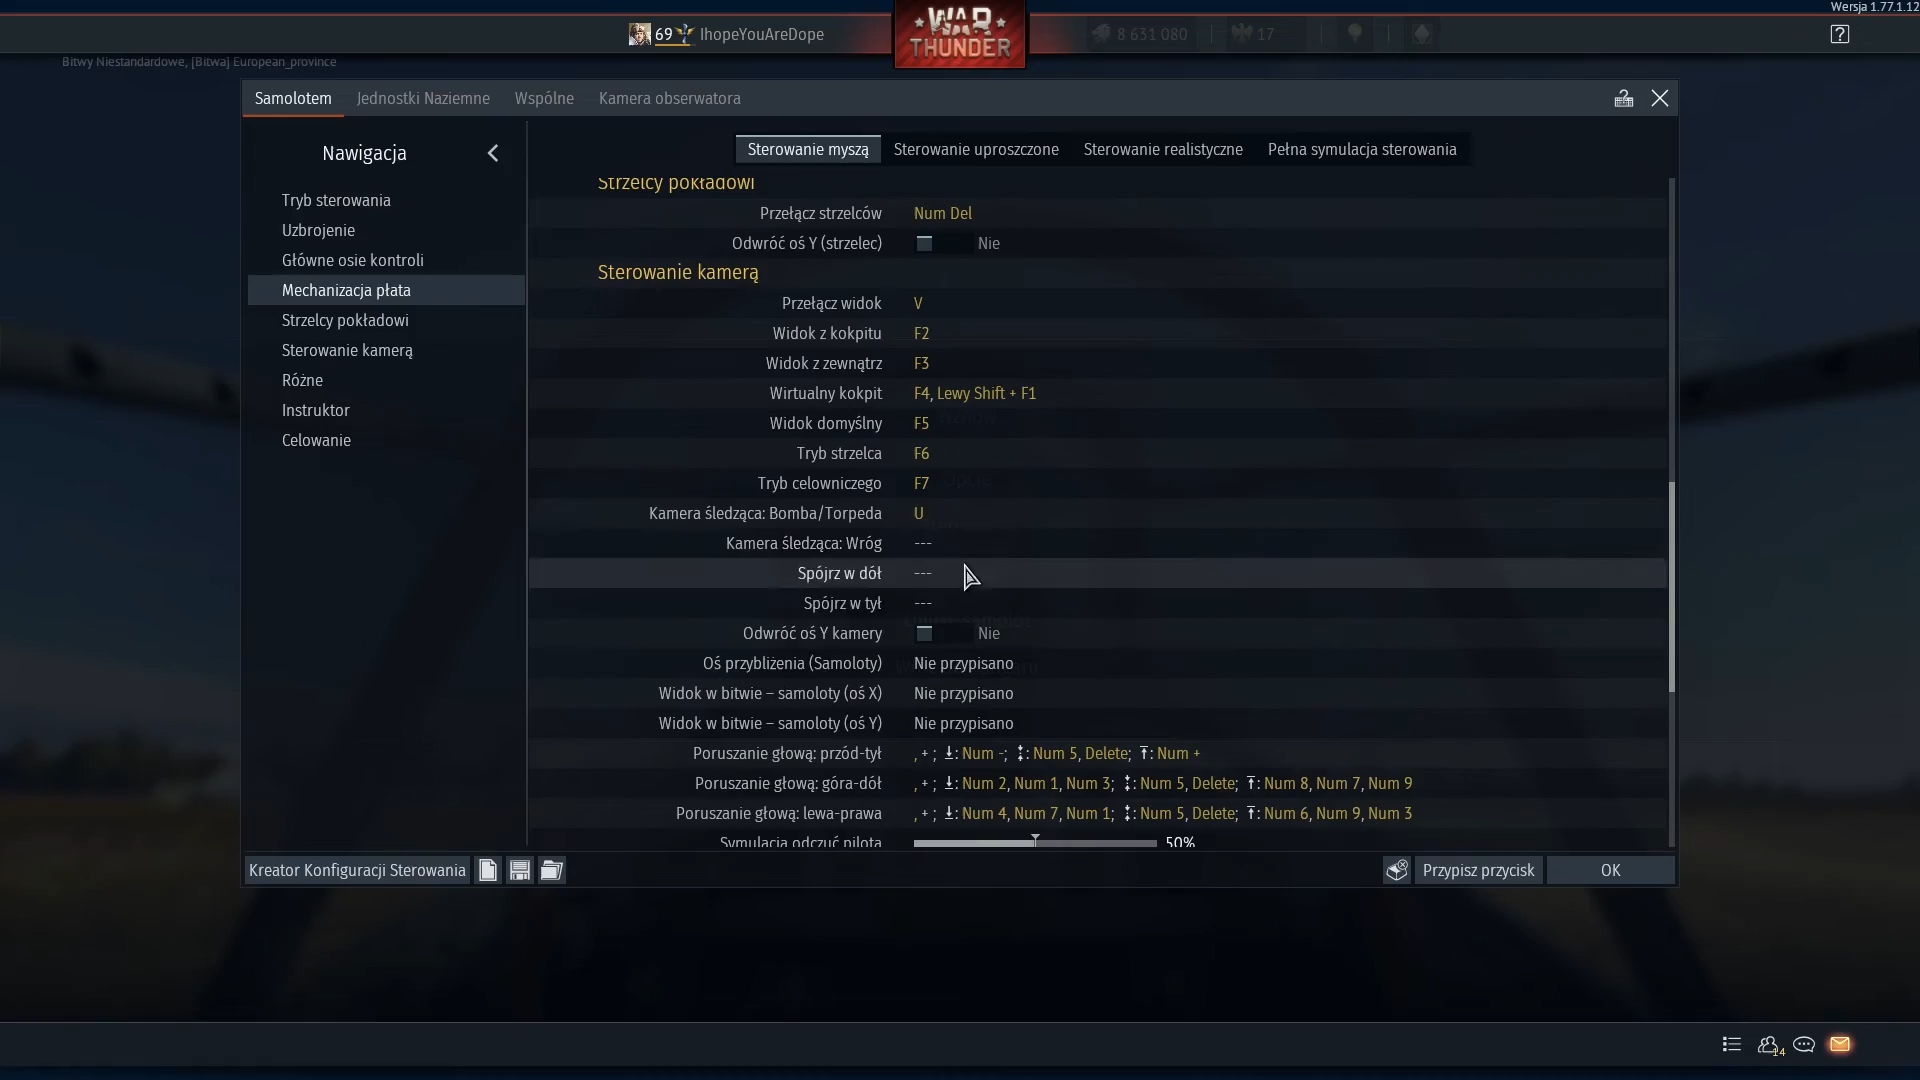 Wersja 1.77.1.12
69 IhopeYouAreDope
WAR THUNDER
8 631 080
17
Bitwy Niestandardowe, [Bitwa] European_province
Samolotem Jednostki Naziemne Wspólne Kamera obserwatora
Nawigacja
Sterowanie myszą Sterowanie uproszczone Sterowanie realistyczne Pełna symulacja sterowania
Tryb sterowania
Uzbrojenie
Główne osie kontroli
Mechanizacja płata
Strzelcy pokładowi
Sterowanie kamerą
Różne
Instruktor
Celowanie
Strzelcy pokładowi
Przełącz strzelców Num Del
Odwróć oś Y (strzelec) Nie
Sterowanie kamerą
Przełącz widok V
Widok z kokpitu F2
Widok z zewnątrz F3
Wirtualny kokpit F4, Lewy Shift + F1
Widok domyślny F5
Tryb strzelca F6
Tryb celowniczego F7
Kamera śledząca: Bomba/Torpeda U
Kamera śledząca: Wróg ---
Spójrz w dół ---
Spójrz w tył ---
Odwróć oś Y kamery Nie
Oś przybliżenia (Samoloty) Nie przypisano
Widok w bitwie – samoloty (oś X) Nie przypisano
Widok w bitwie – samoloty (oś Y) Nie przypisano
Poruszanie głową: przód-tył , + ; : Num -; : Num 5, Delete; : Num +
Poruszanie głową: góra-dół , + ; : Num 2, Num 1, Num 3; : Num 5, Delete; : Num 8, Num 7, Num 9
Poruszanie głową: lewa-prawa , + ; : Num 4, Num 7, Num 1; : Num 5, Delete; : Num 6, Num 9, Num 3
Symulacja odczuć pilota 50%
Kreator Konfiguracji Sterowania Przypisz przycisk OK
14